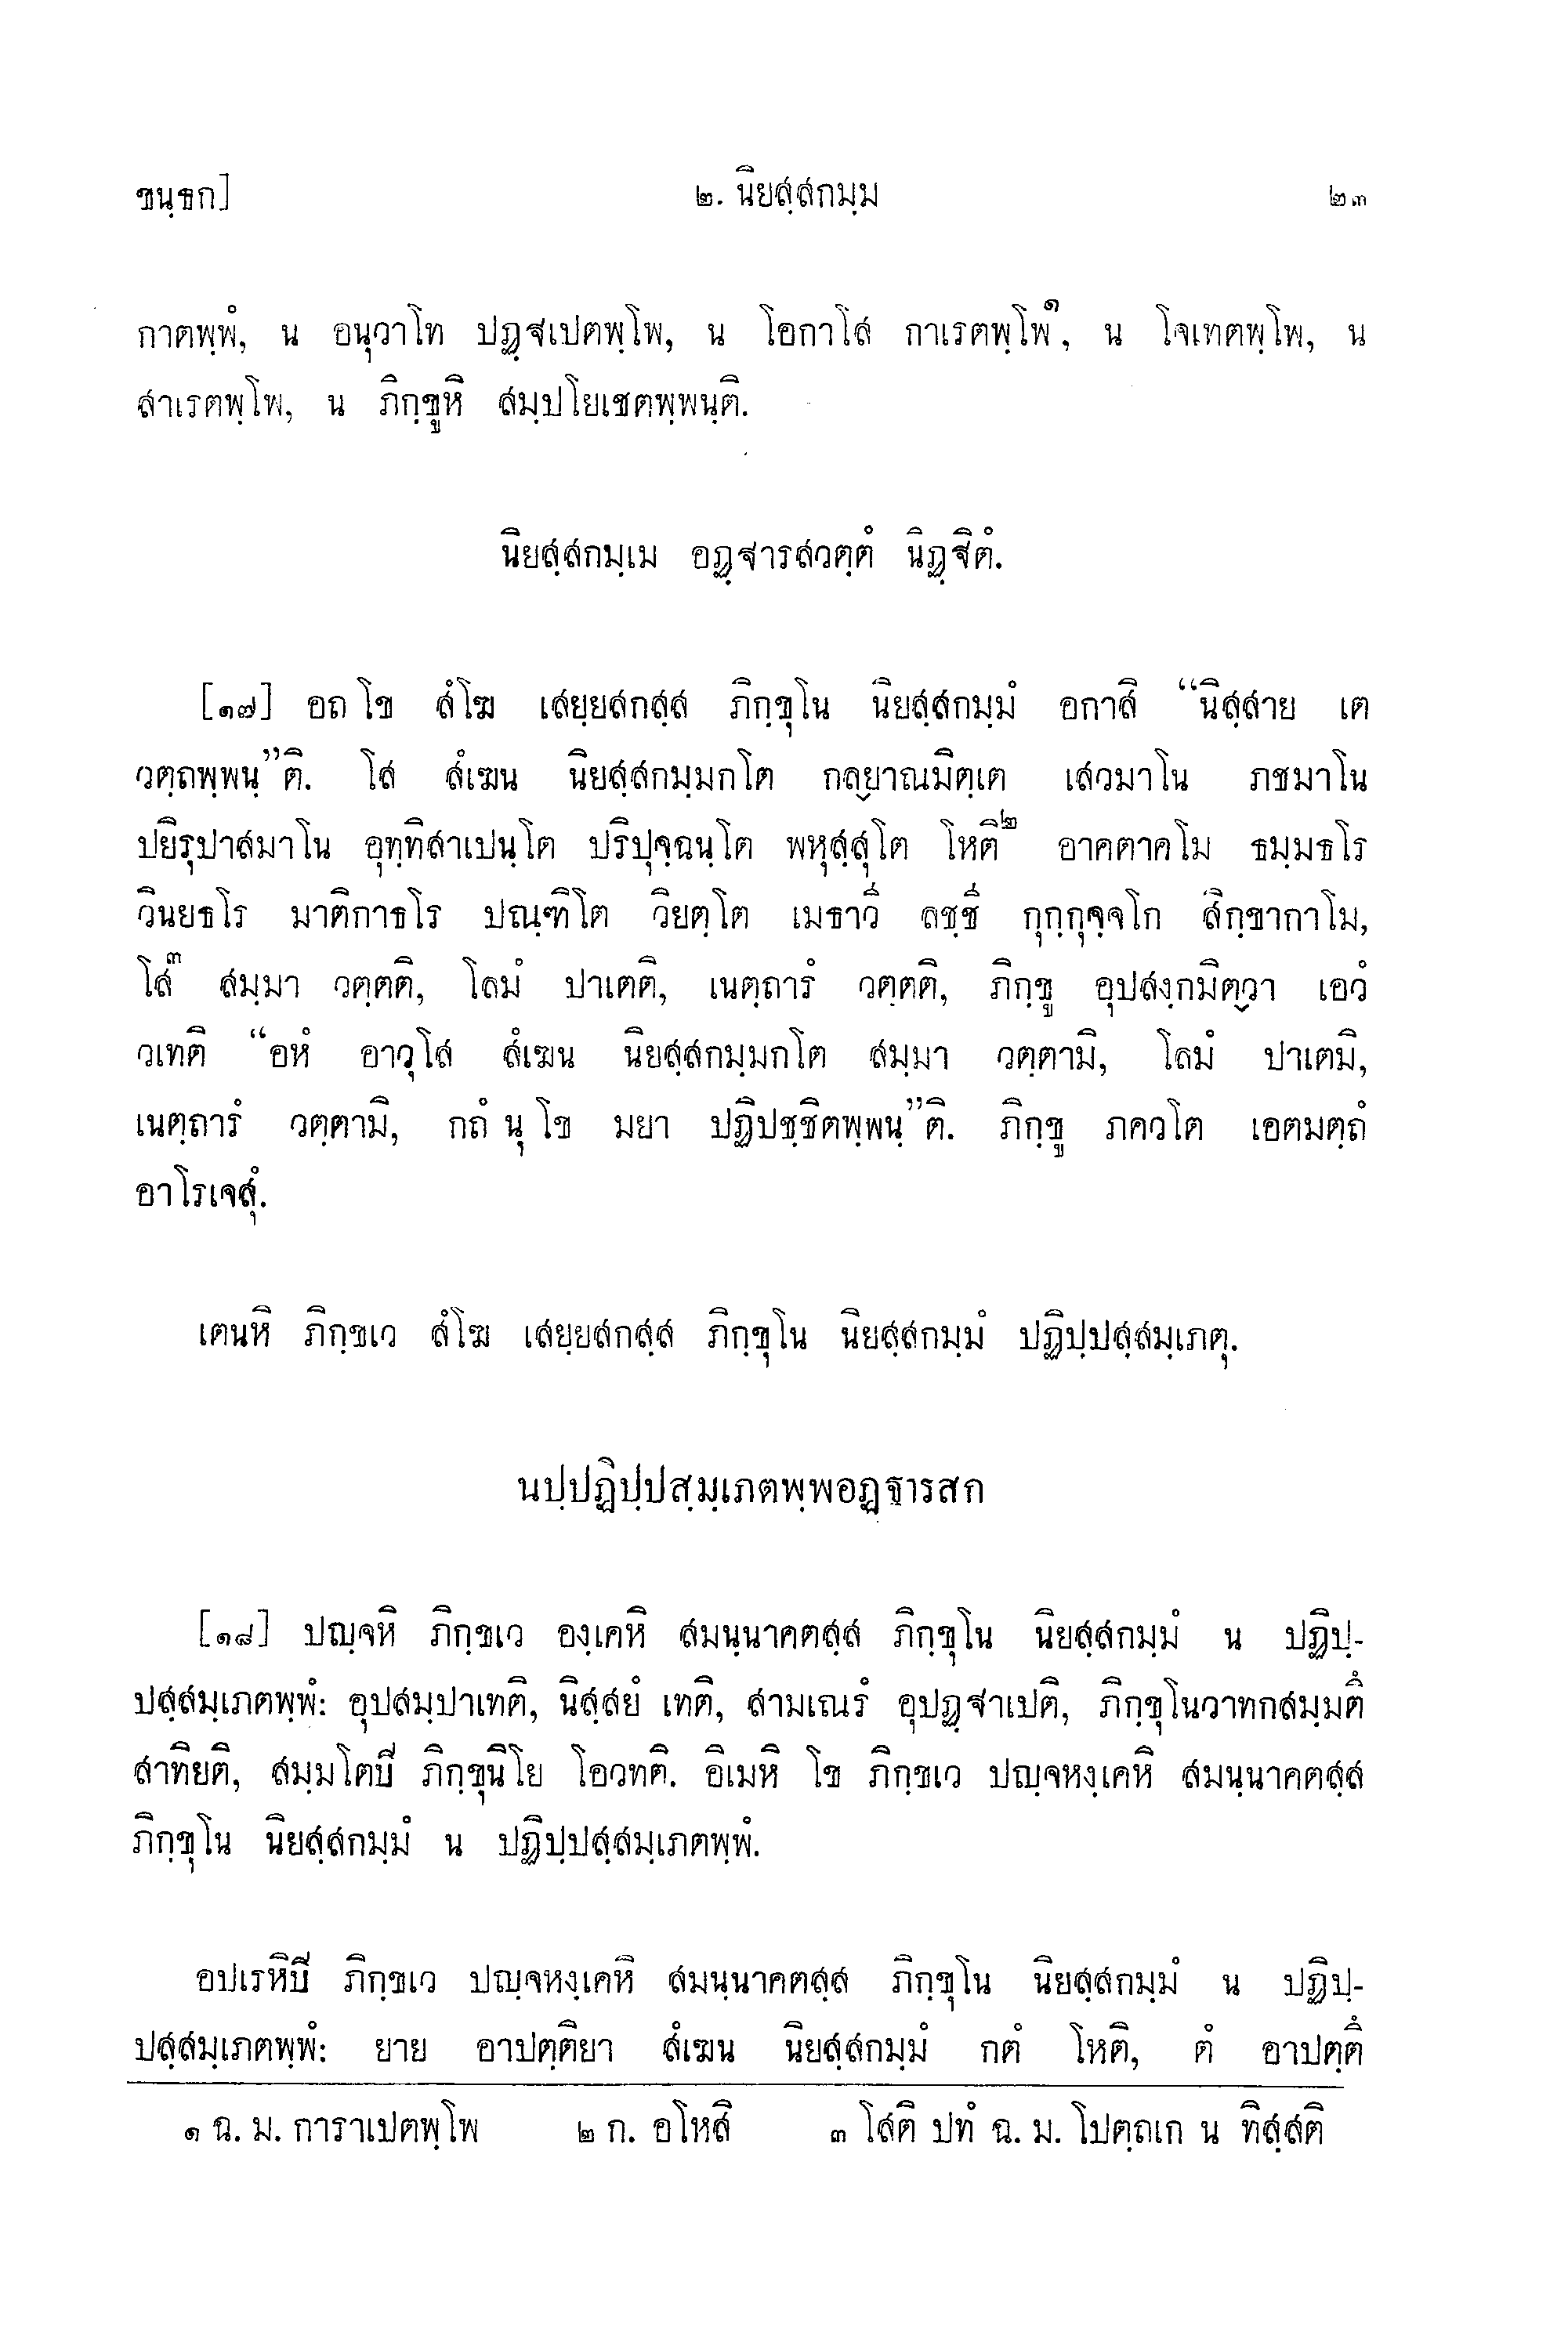 ขนฺธก] ๒. นิยสฺสกมฺม ๒๓
กาตพฺพํ, น อนุวาโท ปฏฺฐเปตพฺโพ, น โอกาโส กาเรตพฺโพ๑, น โจเทตพฺโพ, น
สาเรตพฺโพ, น ภิกฺขูหิ สมฺปโยเชตพฺพนฺติ.
นิยสฺสกมฺเม อฏฺฐารสวตฺตํ นิฏฺฐิตํ.
[๑๗] อถ โข สํโฆ เสยฺยสกสฺส ภิกฺขุโน นิยสฺสกมฺมํ อกาสิ “นิสฺสาย เต
วตฺถพฺพนฺ”ติ. โส สํเฆน นิยสฺสกมฺมกโต กลฺยาณมิตฺเต เสวมาโน ภชมาโน
ปยิรุปาสมาโน อุทฺทิสาเปนฺโต ปริปุจฺฉนฺโต พหุสฺสุโต โหติ๒ อาคตาคโม ธมฺมธโร
วินยธโร มาติกาธโร ปณฺฑิโต วิยตฺโต เมธาวี ลชฺชี กุกฺกุจฺจโก สิกฺขากาโม,
โส๓ สมฺมา วตฺตติ, โลมํ ปาเตติ, เนตฺถารํ วตฺตติ, ภิกฺขู อุปสงฺกมิตฺวา เอวํ
วเทติ “อหํ อาวุโส สํเฆน นิยสฺสกมฺมกโต สมฺมา วตฺตามิ, โลมํ ปาเตมิ,
เนตฺถารํ วตฺตามิ, กถํ นุ โข มยา ปฏิปชฺชิตพฺพนฺ”ติ. ภิกฺขู ภควโต เอตมตฺถํ
อาโรเจสุํ.
เตนหิ ภิกฺขเว สํโฆ เสยฺยสกสฺส ภิกฺขุโน นิยสฺสกมฺมํ ปฏิปฺปสฺสมฺเภตุ.
นปฺปฏิปฺปสฺมฺเภตพฺพอฏฺฐารสก
[๑๘] ปญฺจหิ ภิกฺขเว องฺเคหิ สมนฺนาคตสฺส ภิกฺขุโน นิยสฺสกมฺมํ น ปฏิปฺ-
ปสฺสมฺเภตพฺพํ: อุปสมฺปาเทติ, นิสฺสยํ เทติ, สามเณรํ อุปฏฺฐาเปติ, ภิกฺขุโนวาทกสมฺมตึ
สาทิยติ, สมฺมโตปิ ภิกฺขุนิโย โอวทติ. อิเมหิ โข ภิกฺขเว ปญฺจหงฺเคหิ สมนฺนาคตสฺส
ภิกฺขุโน นิยสฺสกมฺมํ น ปฏิปฺปสฺสมฺเภตพฺพํ.
อปเรหิปิ ภิกฺขเว ปญฺจหงฺเคหิ สมนฺนาคตสฺส ภิกฺขุโน นิยสฺสกมฺมํ น ปฏิปฺ-
ปสฺสมฺเภตพฺพํ: ยาย อาปตฺติยา สํเฆน นิยสฺสกมฺมํ กตํ โหติ, ตํ อาปตฺตึ
๑ ฉ. ม. การาเปตพฺโพ ๒ ก. อโหสิ ๓ โสติ ปทํ ฉ. ม. โปตฺถเก น ทิสฺสติ